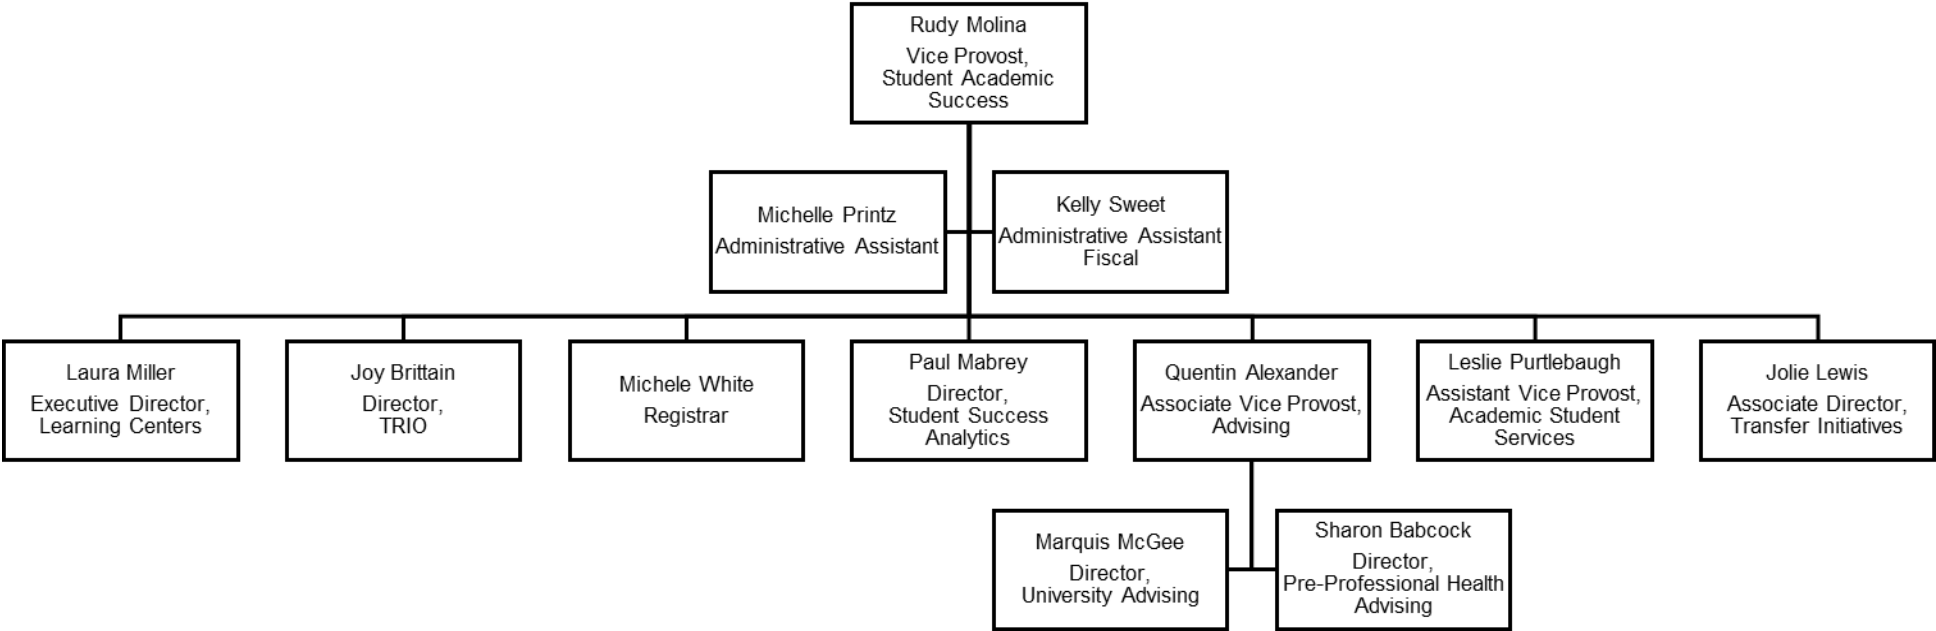 Rudy Molina
Vice Provost,
Student Academic
Success
Michelle Printz
Administrative Assistant
Kelly Sweet
Administrative Assistant
Fiscal
Laura Miller
Executive Director,
Learning Centers
Joy Brittain
Director,
TRIO
Michele White
Registrar
Paul Mabrey
Director,
Student Success
Analytics
Quentin Alexander
Associate Vice Provost,
Advising
Leslie Purtlebaugh
Assistant Vice Provost,
Academic Student
Services
Jolie Lewis
Associate Director,
Transfer Initiatives
Marquis McGee
Director,
University Advising
Sharon Babcock
Director,
Pre-Professional Health
Advising